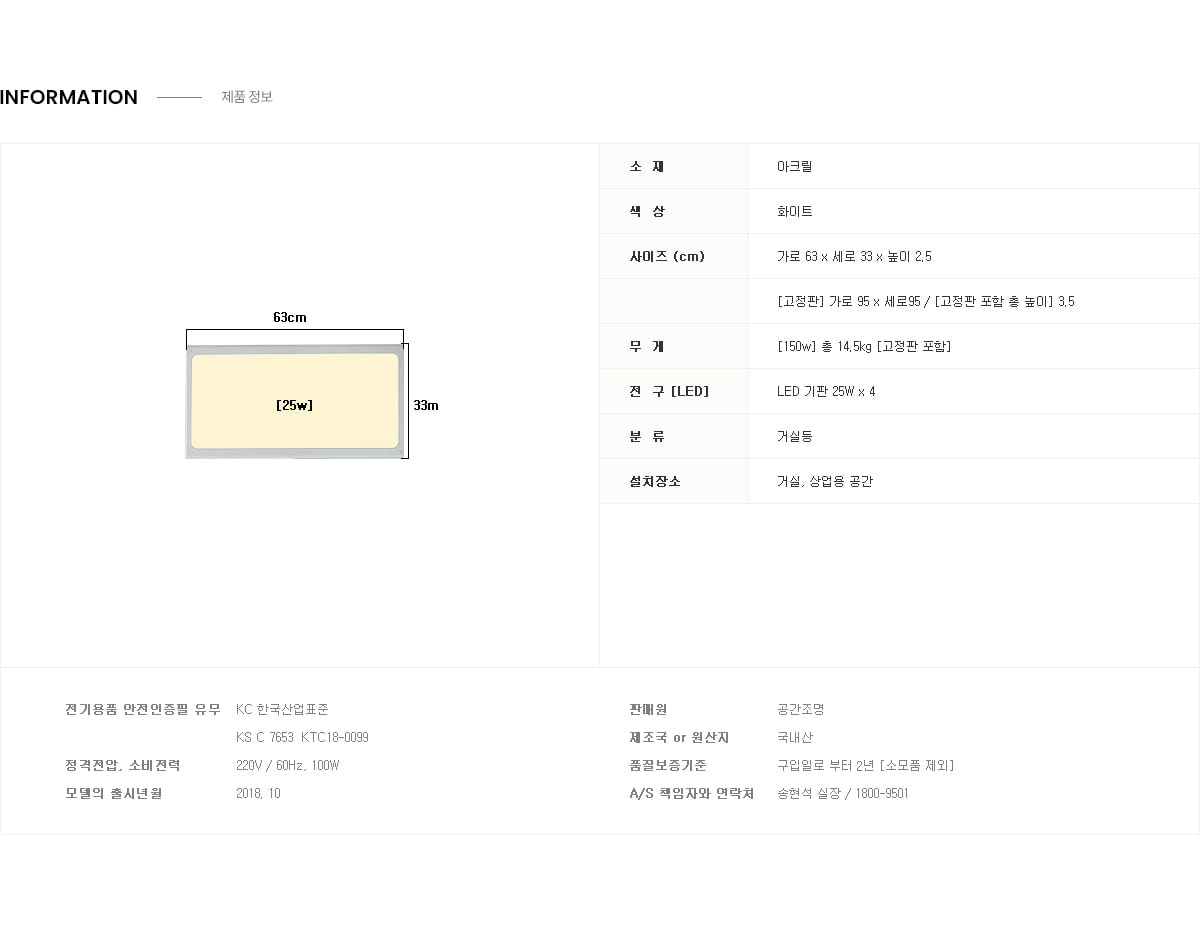 INFORMATION 제품 정보
소 재 아크릴
색 상 화이트
사이즈 (cm) 가로 63 x 세로 33 x 높이 2.5
[고정판] 가로 95 x 세로95 / [고정판 포함 총 높이] 3.5
무 게 [150w] 총 14.5kg [고정판 포함]
전 구 [LED] LED 기판 25W x 4
분 류 거실등
설치장소 거실, 상업용 공간
63cm
[25w]
33m
전기용품 안전인증필 유무 KC 한국산업표준
KS C 7653 KTC18-0099
정격전압, 소비전력 220V / 60Hz, 100W
모델의 출시년월 2018. 10
판매원 공간조명
제조국 or 원산지 국내산
품질보증기준 구입일로 부터 2년 [소모품 제외]
A/S 책임자와 연락처 송현석 실장 / 1800-9501